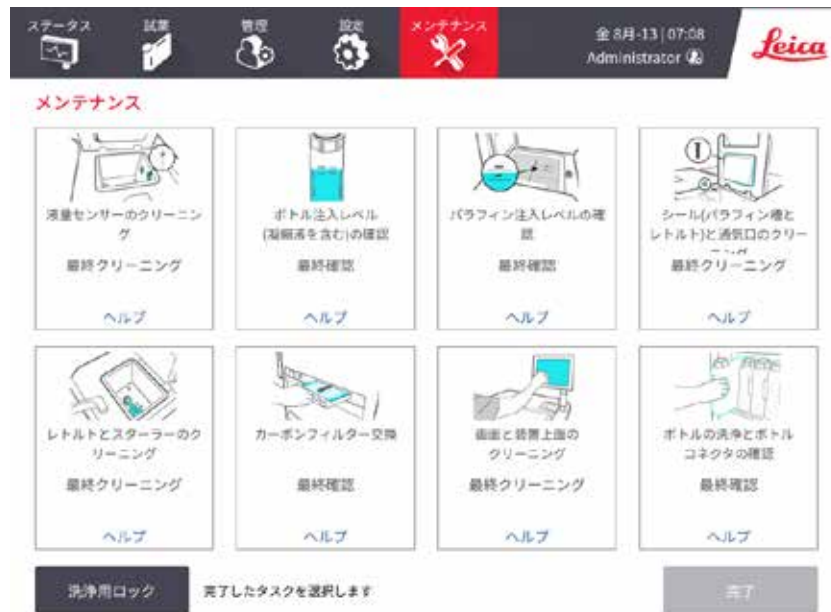 ステータス
試薬
管理
設定
メンテナンス
金 8月-13 | 07:08
Administrator
Leica
メンテナンス
液量センサーのクリーニン
グ
最終クリーニング
ヘルプ
ボトル注入レベル
(凝縮液を含む)の確認
最終確認
ヘルプ
パラフィン注入レベルの確
認
最終確認
ヘルプ
1
シール(パラフィン槽と
レトルト)と通気口のクリー
ニング
最終クリーニング
ヘルプ
レトルトとスターラーのク
リーニング
最終クリーニング
ヘルプ
カーボンフィルター交換
最終確認
ヘルプ
画面と装置上面の
クリーニング
最終クリーニング
ヘルプ
ボトルの洗浄とボトル
コネクタの確認
最終確認
ヘルプ
洗浄用ロック
完了したタスクを選択します
完了